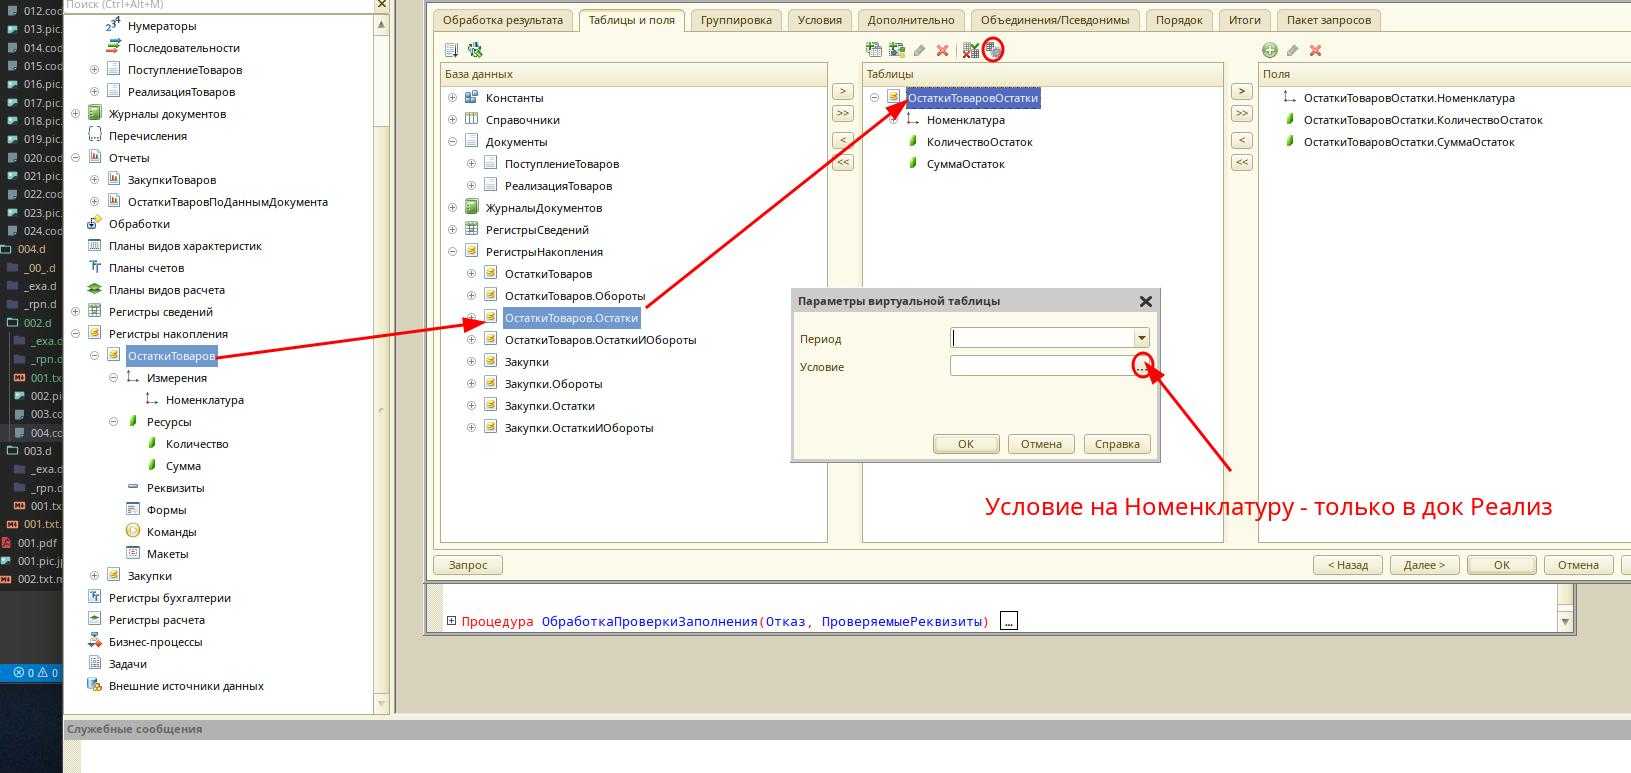 Поиск (Ctrl+Alt+M)
012.cod
013.pic.
014.cod
015.cod
016.pic.
017.pic.
018.pic.
019.pic.
020.cod
021.pic.
022.cod
023.pic.
024.cod
004.d
_00_.d
_exa.d
_rpn.d
002.d
_exa.d
_rpn.d
001.tx
002.pi
003.co
004.co
003.d
_exa.d
_rpn.d
001.tx
001.txt.
001.pdf
001.pic.jp
002.txt.m
0 0
Нумераторы
Последовательности
ПоступлениеТоваров
РеализацияТоваров
Журналы документов
Перечисления
Отчеты
ЗакупкиТоваров
ОстаткиТваровПоДаннымДокумента
Обработки
Планы видов характеристик
Планы счетов
Планы видов расчета
Регистры сведений
Регистры накопления
ОстаткиТоваров
Измерения
Номенклатура
Ресурсы
Количество
Сумма
Реквизиты
Формы
Команды
Макеты
Закупки
Регистры бухгалтерии
Регистры расчета
Бизнес-процессы
Задачи
Внешние источники данных
Обработка результата
Таблицы и поля
Группировка
Условия
Дополнительно
Объединения/Псевдонимы
Порядок
Итоги
Пакет запросов
База данных
Константы
Справочники
Документы
ПоступлениеТоваров
РеализацияТоваров
ЖурналыДокументов
РегистрыСведений
РегистрыНакопления
ОстаткиТоваров
ОстаткиТоваров.Обороты
ОстаткиТоваров.Остатки
ОстаткиТоваров.ОстаткиИОбороты
Закупки
Закупки.Обороты
Закупки.Остатки
Закупки.ОстаткиИОбороты
>
>>
<
<<
Таблицы
ОстаткиТоваровОстатки
Номенклатура
КоличествоОстаток
СуммаОстаток
>
>>
<
<<
Поля
ОстаткиТоваровОстатки.Номенклатура
ОстаткиТоваровОстатки.КоличествоОстаток
ОстаткиТоваровОстатки.СуммаОстаток
Параметры виртуальной таблицы
Период
Условие
...
ОК
Отмена
Справка
Условие на Номенклатуру - только в док Реализ
Запрос
< Назад
Далее >
ОК
Отмена
Процедура ОбработкаПроверкиЗаполнения(Отказ, ПроверяемыеРеквизиты) ...
Служебные сообщения